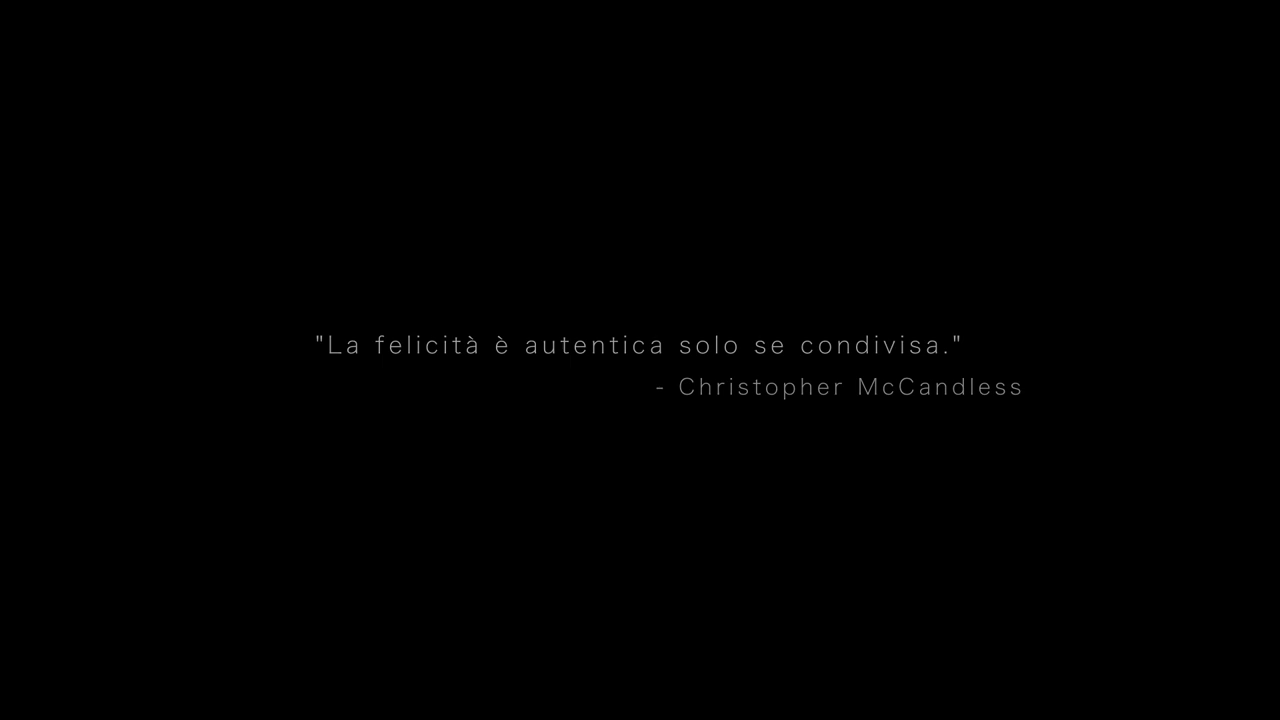 "La felicità è autentica solo se condivisa."
- Christopher McCandless